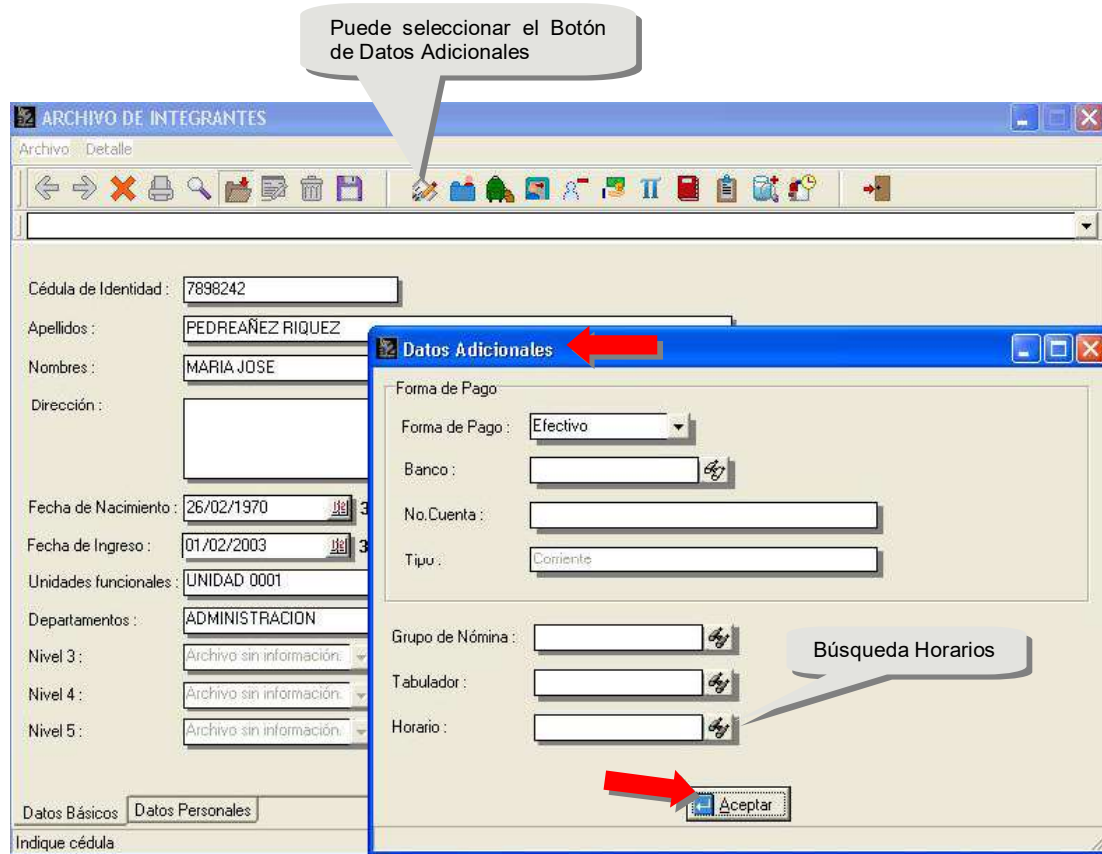 Puede seleccionar el Botón
de Datos Adicionales
ARCHIVO DE INTEGRANTES
Archivo Detalle
Cédula de Identidad : 7898242
Apellidos : PEDREAÑEZ RIQUEZ
Nombres : MARIA JOSE
Dirección :
Fecha de Nacimiento : 26/02/1970 3
Fecha de Ingreso : 01/02/2003 3
Unidades funcionales : UNIDAD 0001
Departamentos : ADMINISTRACION
Nivel 3 : Archivo sin información.
Nivel 4 : Archivo sin información.
Nivel 5 : Archivo sin información.
Datos Básicos Datos Personales
Indique cédula
Datos Adicionales
Forma de Pago
Forma de Pago : Efectivo
Banco :
No.Cuenta :
Tipo : Corriente
Grupo de Nómina :
Tabulador :
Horario :
Búsqueda Horarios
Aceptar